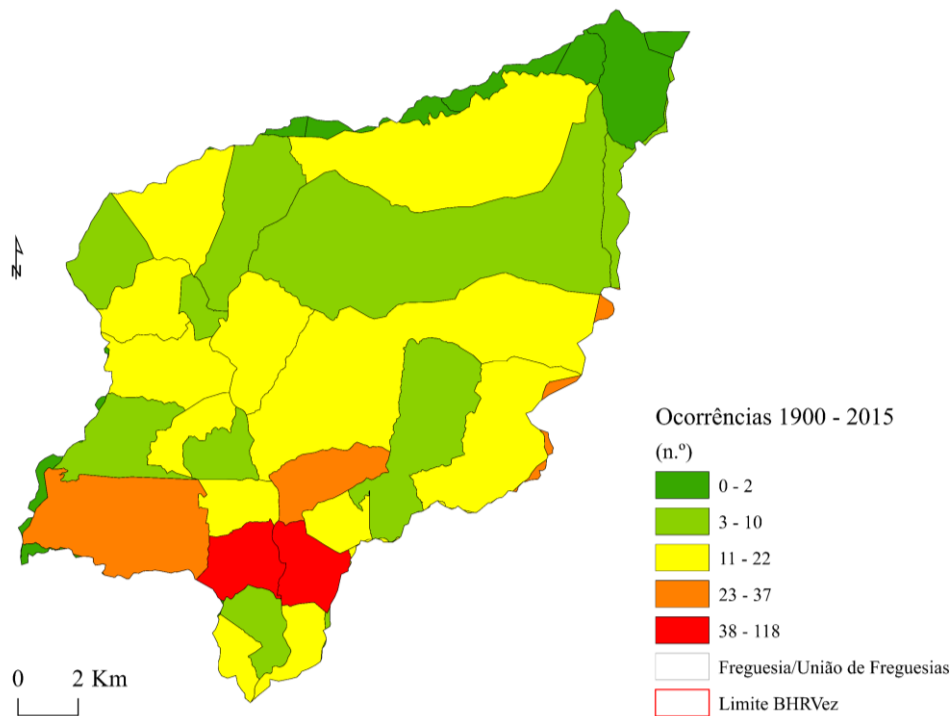 N
Ocorrências 1900 - 2015
(n.º)
0 - 2
3 - 10
11 - 22
23 - 37
38 - 118
Freguesia/União de Freguesias
Limite BHRVez
0 2 Km